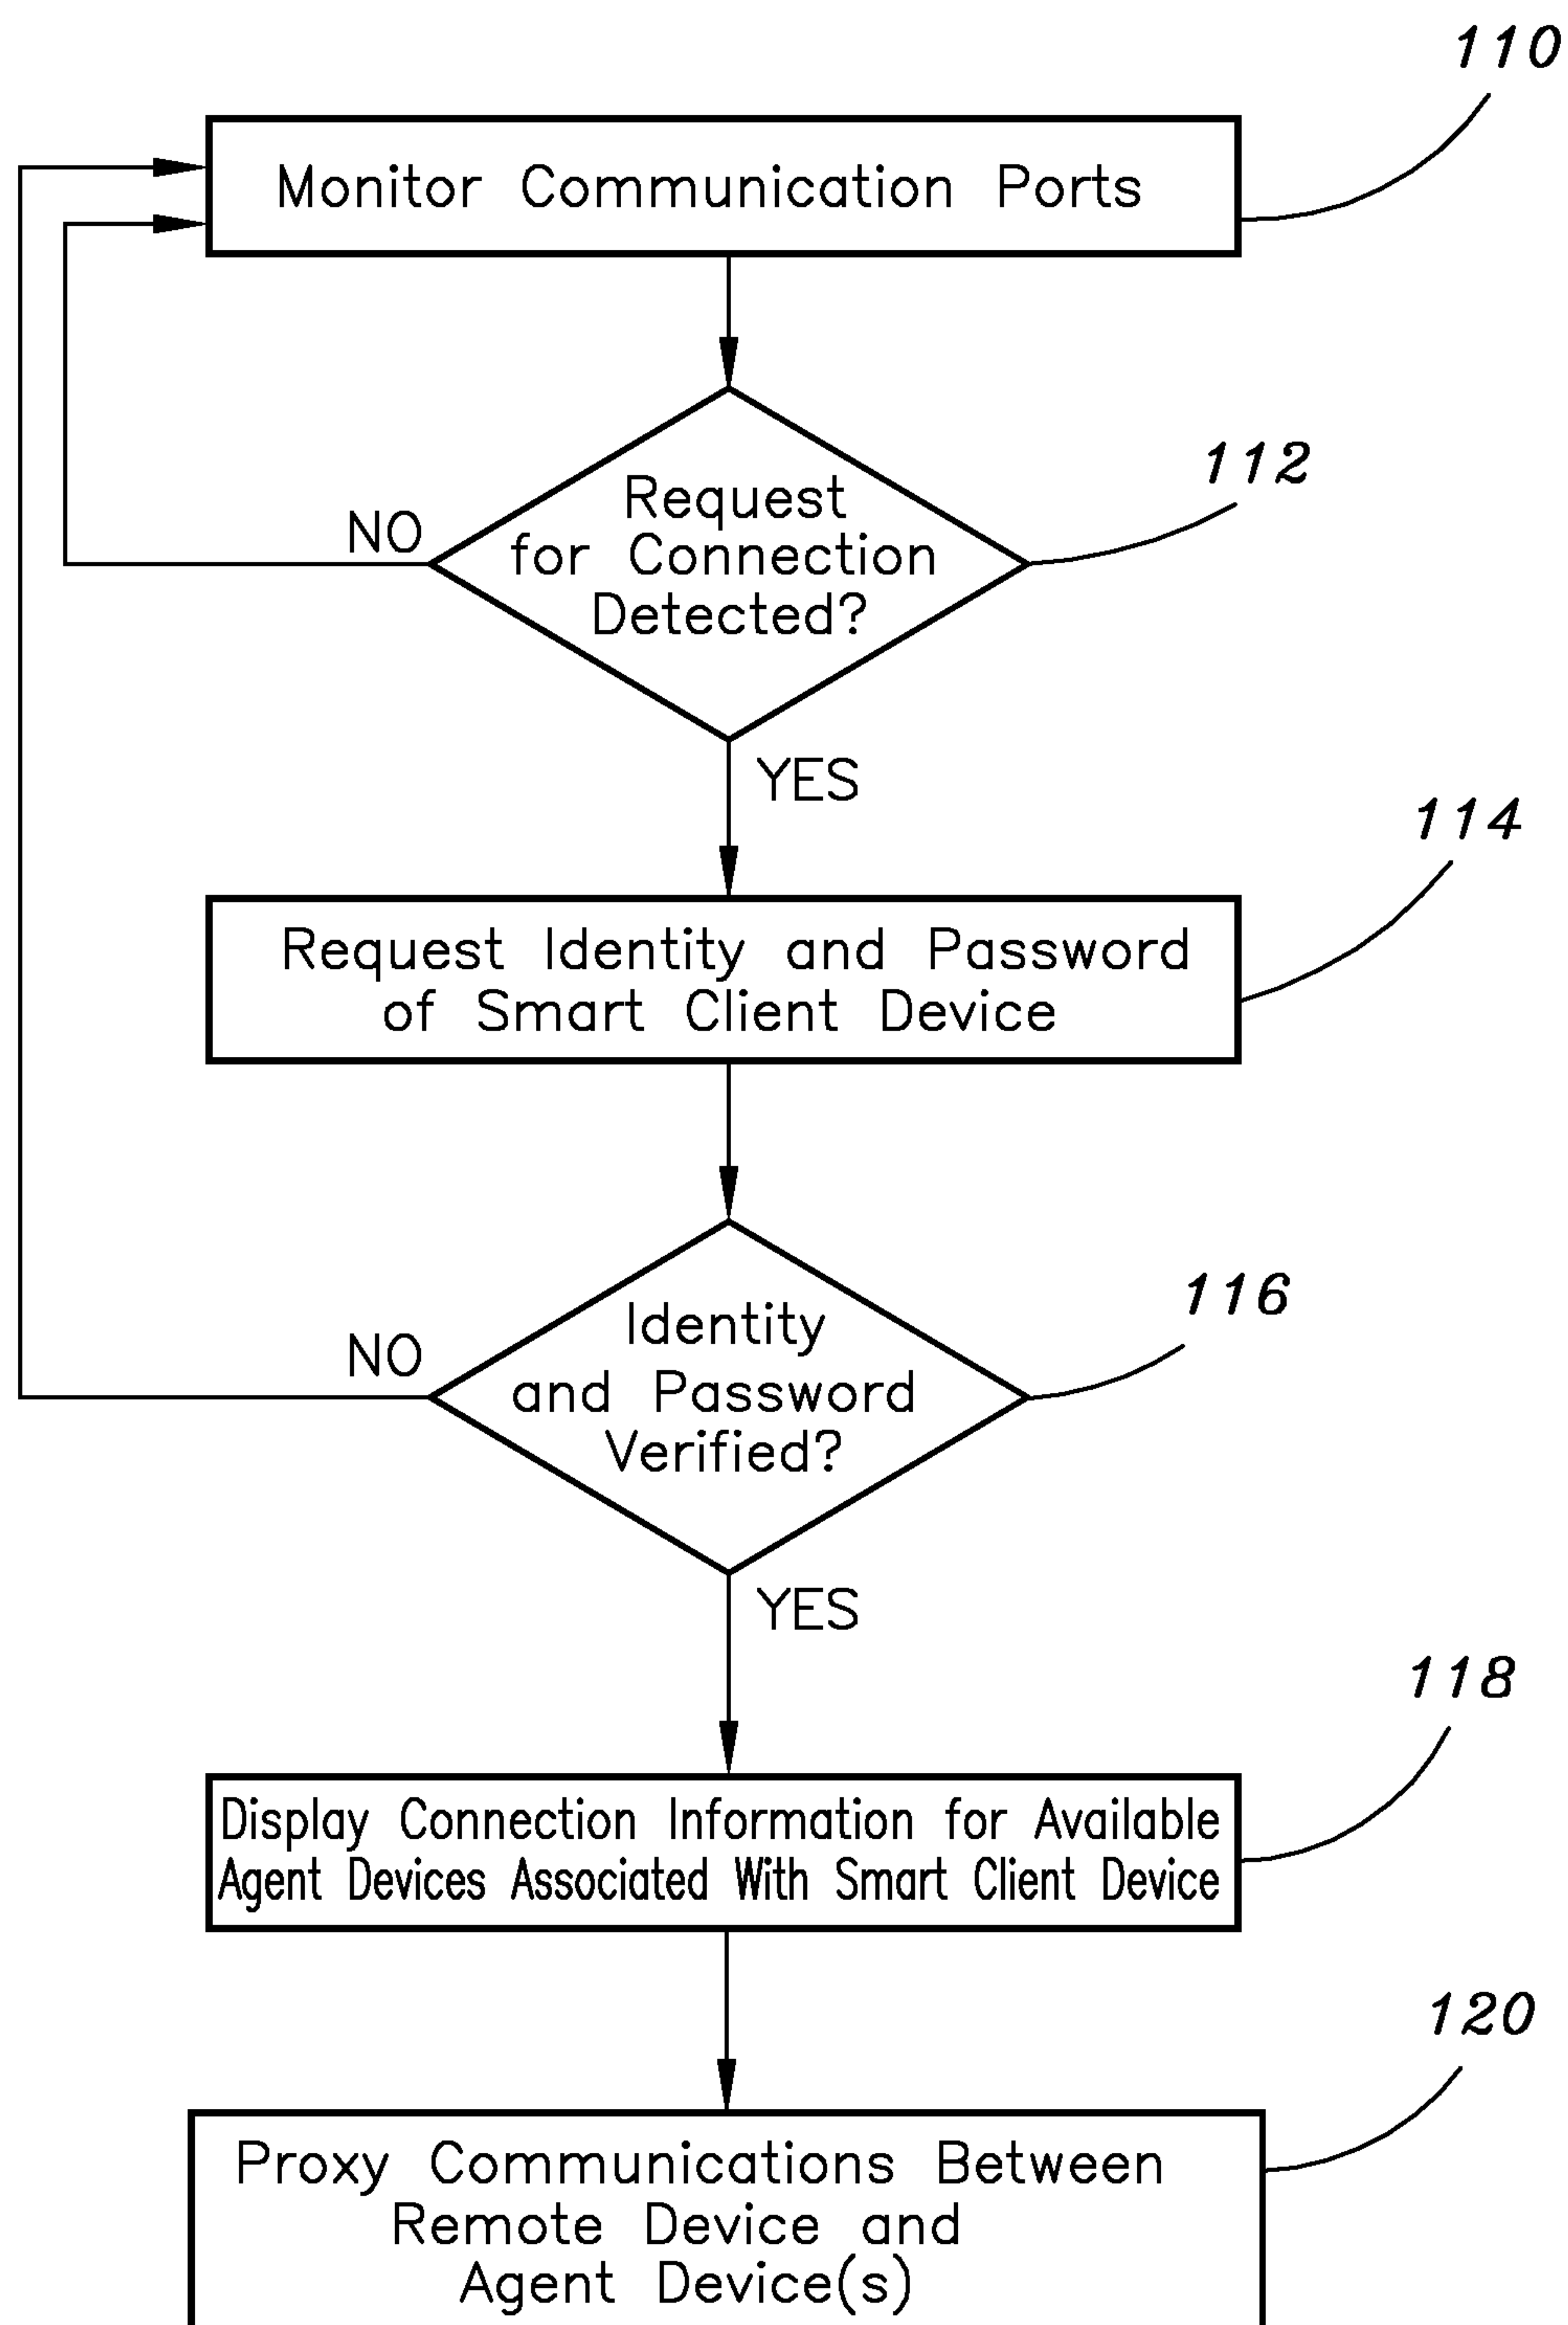 110
Monitor Communication Ports
112
Request
for Connection
Detected?
NO
YES
114
Request Identity and Password
of Smart Client Device
116
Identity
and Password
Verified?
NO
YES
118
Display Connection Information for Available
Agent Devices Associated With Smart Client Device
120
Proxy Communications Between
Remote Device and
Agent Device(s)